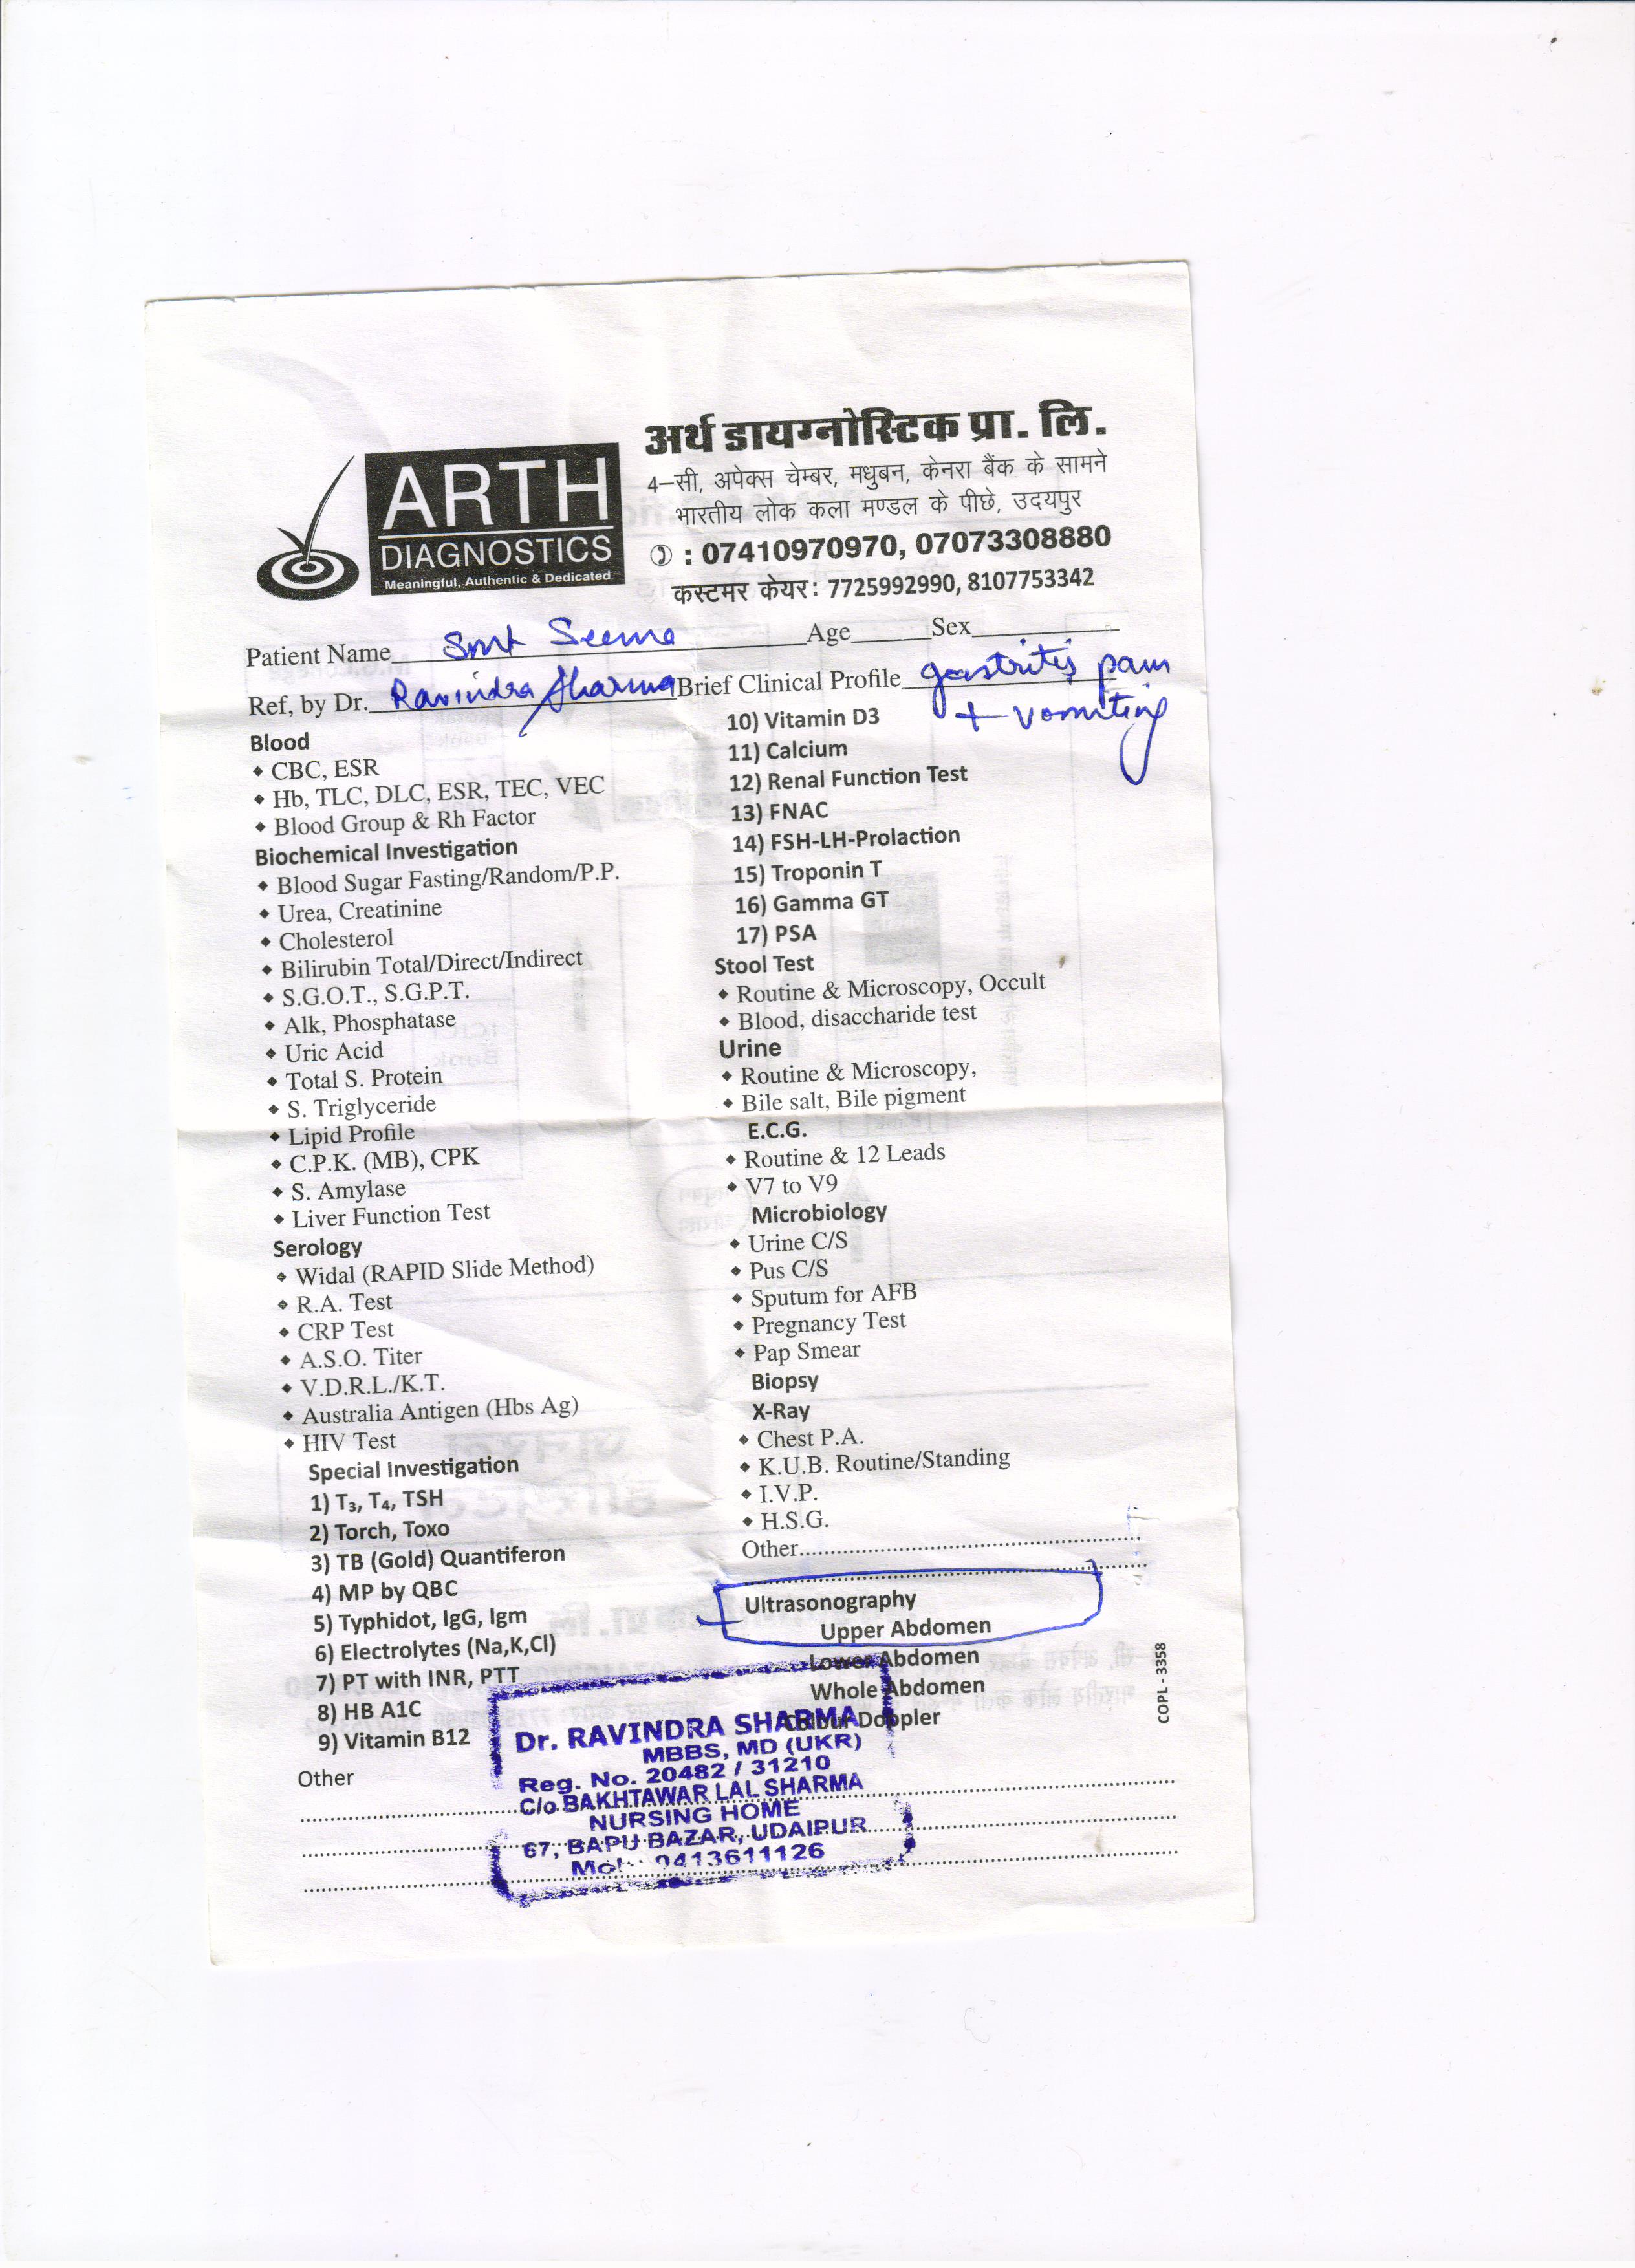 अर्थ डायग्नोस्टिक प्रा. लि.
4-सी, अपेक्स चेम्बर, मधुबन, केनरा बैंक के सामने
भारतीय लोक कला मण्डल के पीछे, उदयपुर
: 07410970970, 07073308880
कस्टमर केयर: 7725992990, 8107753342
ARTH
DIAGNOSTICS
Meaningful, Authentic & Dedicated
Patient Name Smt Seema Age Sex
Ref, by Dr. Ravindra Sharma Brief Clinical Profile gastritis pain
+ vomiting
Blood
CBC, ESR
Hb, TLC, DLC, ESR, TEC, VEC
Blood Group & Rh Factor
Biochemical Investigation
Blood Sugar Fasting/Random/P.P.
Urea, Creatinine
Cholesterol
Bilirubin Total/Direct/Indirect
S.G.O.T., S.G.P.T.
Alk, Phosphatase
Uric Acid
Total S. Protein
S. Triglyceride
Lipid Profile
C.P.K. (MB), CPK
S. Amylase
Liver Function Test
Serology
Widal (RAPID Slide Method)
R.A. Test
CRP Test
A.S.O. Titer
V.D.R.L./K.T.
Australia Antigen (Hbs Ag)
HIV Test
Special Investigation
1) T₃, T₄, TSH
2) Torch, Toxo
3) TB (Gold) Quantiferon
4) MP by QBC
5) Typhidot, IgG, Igm
6) Electrolytes (Na,K,Cl)
7) PT with INR, PTT
8) HB A1C
9) Vitamin B12
Other
10) Vitamin D3
11) Calcium
12) Renal Function Test
13) FNAC
14) FSH-LH-Prolaction
15) Troponin T
16) Gamma GT
17) PSA
Stool Test
Routine & Microscopy, Occult
Blood, disaccharide test
Urine
Routine & Microscopy,
Bile salt, Bile pigment
E.C.G.
Routine & 12 Leads
V7 to V9
Microbiology
Urine C/S
Pus C/S
Sputum for AFB
Pregnancy Test
Pap Smear
Biopsy
X-Ray
Chest P.A.
K.U.B. Routine/Standing
I.V.P.
H.S.G.
Other
Ultrasonography
Upper Abdomen
Lower Abdomen
Whole Abdomen
Colour Doppler
COPL - 3358
Dr. RAVINDRA SHARMA
MBBS, MD (UKR)
Reg. No. 20482 / 31210
C/o BAKHTAWAR LAL SHARMA
NURSING HOME
67, BAPU BAZAR, UDAIPUR
Mob: 9413611126